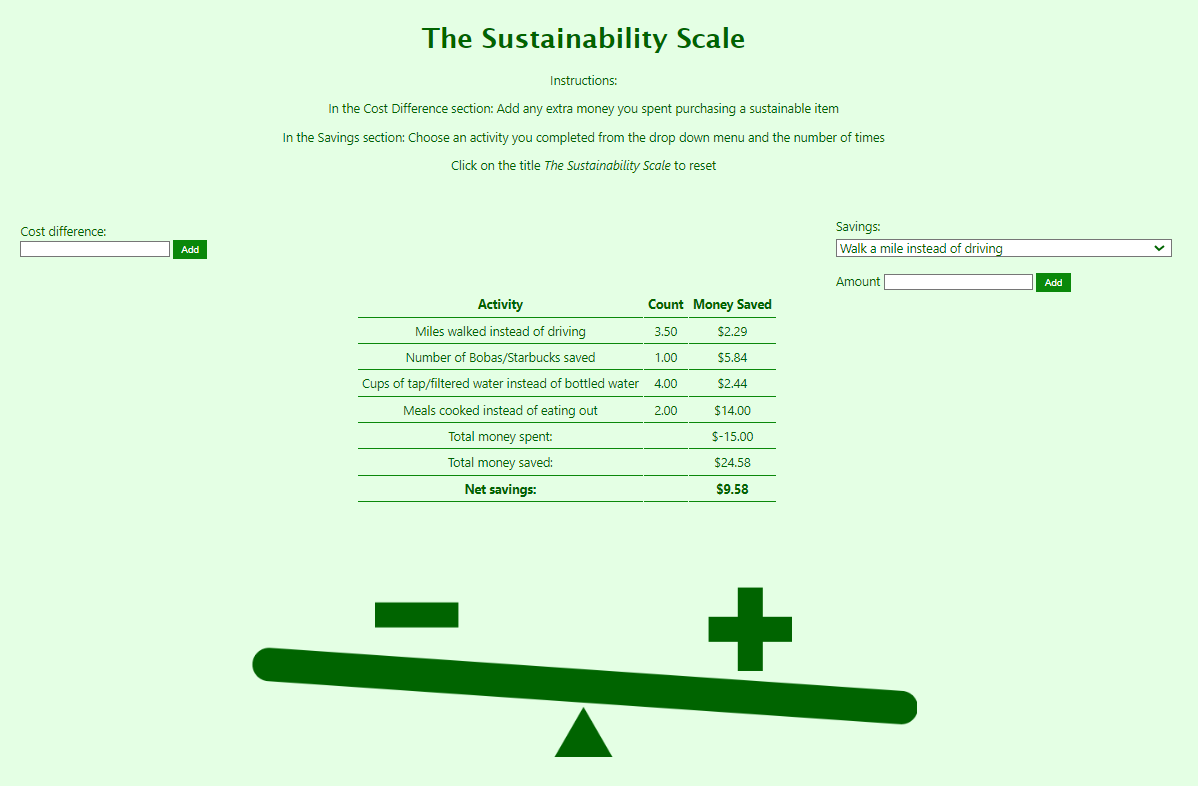 The Sustainability Scale
Instructions:
In the Cost Difference section: Add any extra money you spent purchasing a sustainable item
In the Savings section: Choose an activity you completed from the drop down menu and the number of times
Click on the title The Sustainability Scale to reset
Cost difference:
Add
Savings:
Walk a mile instead of driving
Amount Add
Activity Count Money Saved
Miles walked instead of driving 3.50 $2.29
Number of Bobas/Starbucks saved 1.00 $5.84
Cups of tap/filtered water instead of bottled water 4.00 $2.44
Meals cooked instead of eating out 2.00 $14.00
Total money spent: $-15.00
Total money saved: $24.58
Net savings: $9.58